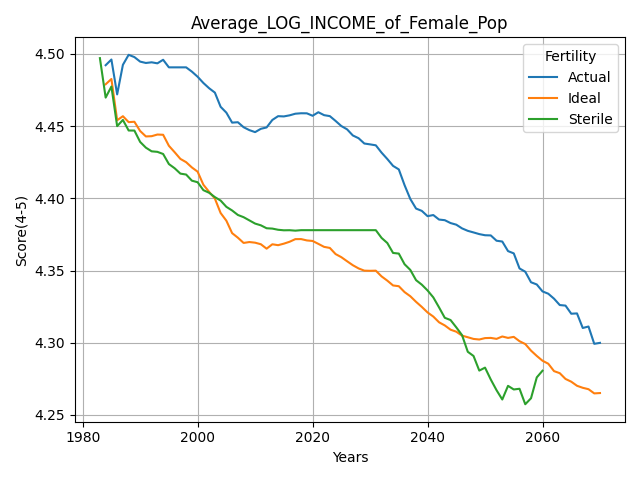 Average_LOG_INCOME_of_Female_Pop
Score(4-5)
4.50
4.45
4.40
4.35
4.30
4.25
Fertility
Actual
Ideal
Sterile
1980
2000
2020
2040
2060
Years